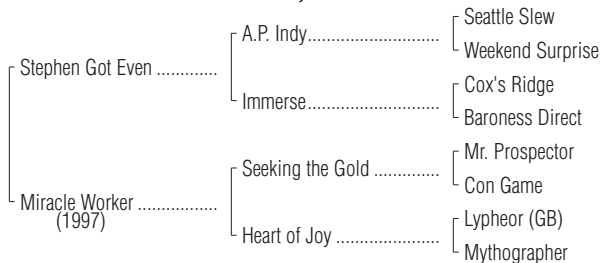 Seattle Slew
A.P. Indy..............................
Weekend Surprise
Stephen Got Even .............
Cox's Ridge
Immerse..............................
Baroness Direct
Mr. Prospector
Seeking the Gold ...............
Con Game
Miracle Worker .................
(1997)
Lypheor (GB)
Heart of Joy .......................
Mythographer